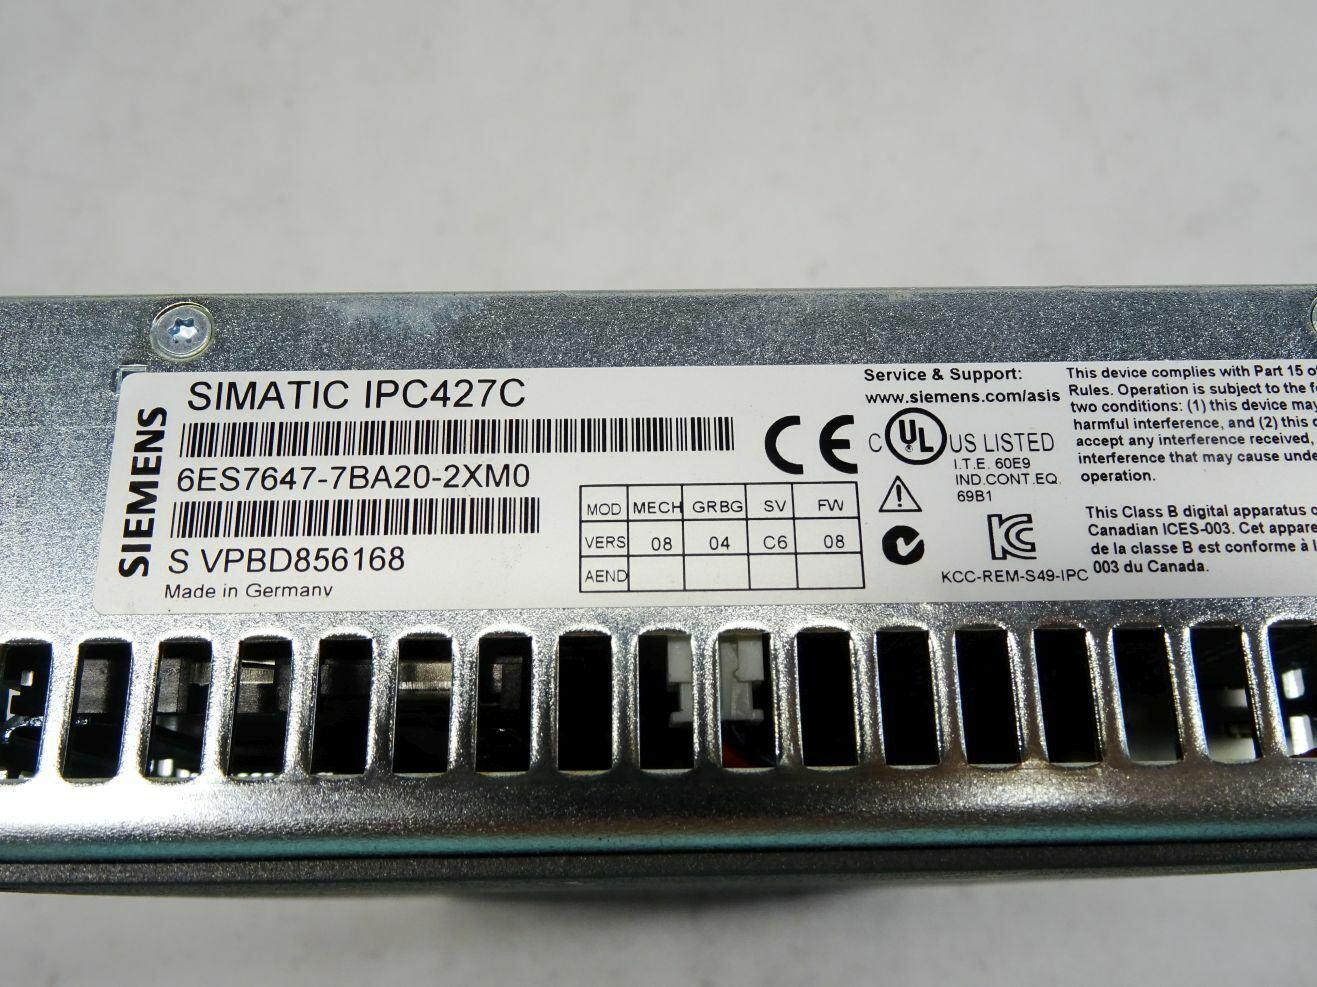 SIEMENS
SIMATIC IPC427C
6ES7647-7BA20-2XM0
S VPBD856168
Made in Germany
MOD MECH GRBG SV FW
VERS 08 04 C6 08
AEND
CE
Service & Support:
www.siemens.com/asis
C UL US LISTED
I.T.E. 60E9
IND.CONT.EQ.
69B1
KCC-REM-S49-IPC
This device complies with Part 15 of
Rules. Operation is subject to the
two conditions: (1) this device may
harmful interference, and (2) this
accept any interference received,
interference that may cause
operation.
This Class B digital apparatus
Canadian ICES-003. Cet
de la classe B est conforme à
003 du Canada.